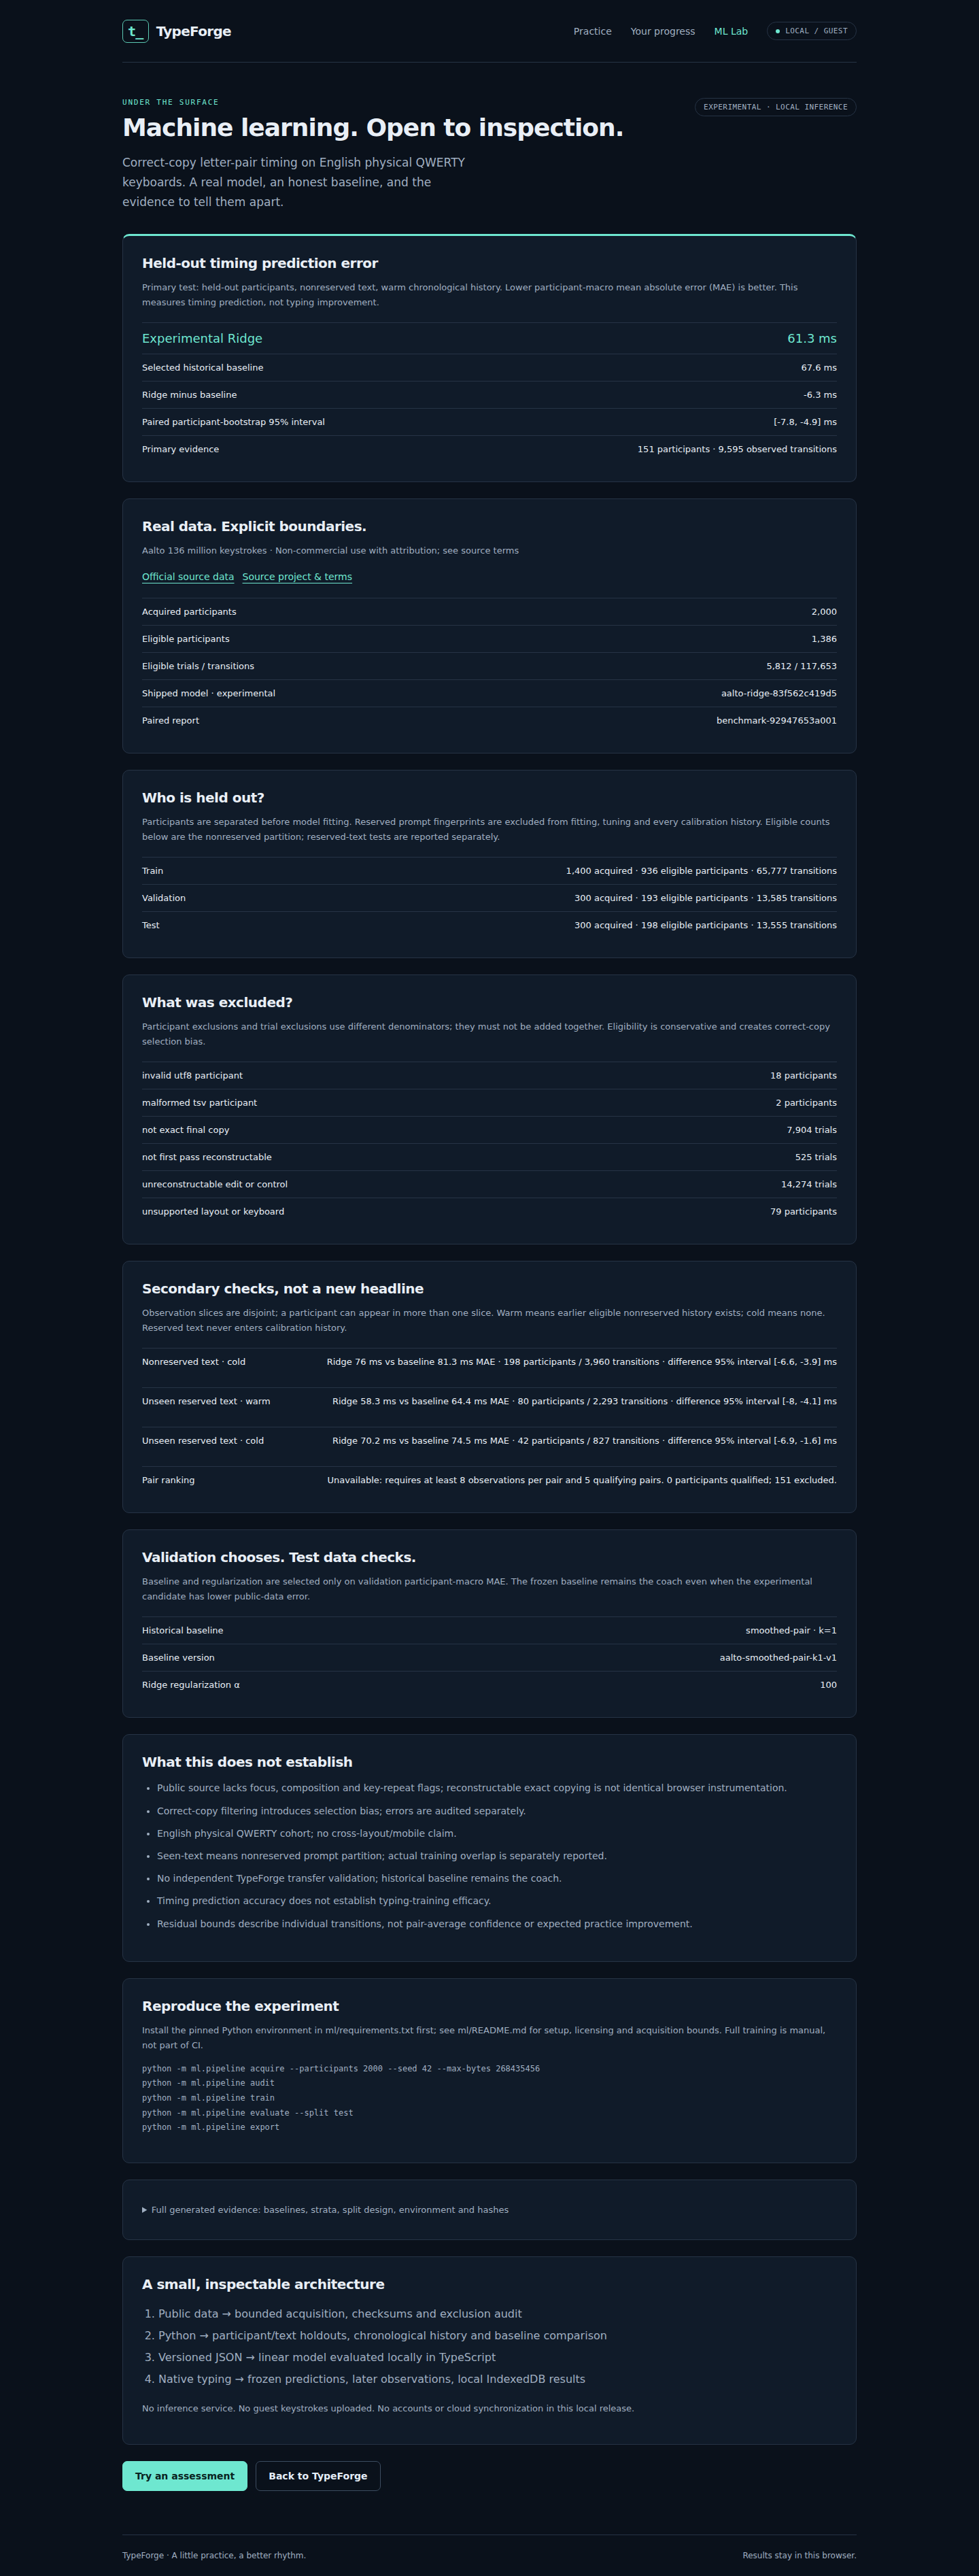 t_ TypeForge
Practice Your progress ML Lab LOCAL / GUEST
UNDER THE SURFACE
EXPERIMENTAL · LOCAL INFERENCE
Machine learning. Open to inspection.
Correct-copy letter-pair timing on English physical QWERTY
keyboards. A real model, an honest baseline, and the
evidence to tell them apart.
Held-out timing prediction error
Primary test: held-out participants, nonreserved text, warm chronological history. Lower participant-macro mean absolute error (MAE) is better. This
measures timing prediction, not typing improvement.
Experimental Ridge 61.3 ms
Selected historical baseline 67.6 ms
Ridge minus baseline -6.3 ms
Paired participant-bootstrap 95% interval [-7.8, -4.9] ms
Primary evidence 151 participants · 9,595 observed transitions
Real data. Explicit boundaries.
Aalto 136 million keystrokes · Non-commercial use with attribution; see source terms
Official source data Source project & terms
Acquired participants 2,000
Eligible participants 1,386
Eligible trials / transitions 5,812 / 117,653
Shipped model · experimental aalto-ridge-83f562c419d5
Paired report benchmark-92947653a001
Who is held out?
Participants are separated before model fitting. Reserved prompt fingerprints are excluded from fitting, tuning and every calibration history. Eligible counts
below are the nonreserved partition; reserved-text tests are reported separately.
Train 1,400 acquired · 936 eligible participants · 65,777 transitions
Validation 300 acquired · 193 eligible participants · 13,585 transitions
Test 300 acquired · 198 eligible participants · 13,555 transitions
What was excluded?
Participant exclusions and trial exclusions use different denominators; they must not be added together. Eligibility is conservative and creates correct-copy
selection bias.
invalid utf8 participant 18 participants
malformed tsv participant 2 participants
not exact final copy 7,904 trials
not first pass reconstructable 525 trials
unreconstructable edit or control 14,274 trials
unsupported layout or keyboard 79 participants
Secondary checks, not a new headline
Observation slices are disjoint; a participant can appear in more than one slice. Warm means earlier eligible nonreserved history exists; cold means none.
Reserved text never enters calibration history.
Nonreserved text · cold Ridge 76 ms vs baseline 81.3 ms MAE · 198 participants / 3,960 transitions · difference 95% interval [-6.6, -3.9] ms
Unseen reserved text · warm Ridge 58.3 ms vs baseline 64.4 ms MAE · 80 participants / 2,293 transitions · difference 95% interval [-8, -4.1] ms
Unseen reserved text · cold Ridge 70.2 ms vs baseline 74.5 ms MAE · 42 participants / 827 transitions · difference 95% interval [-6.9, -1.6] ms
Pair ranking Unavailable: requires at least 8 observations per pair and 5 qualifying pairs. 0 participants qualified; 151 excluded.
Validation chooses. Test data checks.
Baseline and regularization are selected only on validation participant-macro MAE. The frozen baseline remains the coach even when the experimental
candidate has lower public-data error.
Historical baseline smoothed-pair · k=1
Baseline version aalto-smoothed-pair-k1-v1
Ridge regularization α 100
What this does not establish
• Public source lacks focus, composition and key-repeat flags; reconstructable exact copying is not identical browser instrumentation.
• Correct-copy filtering introduces selection bias; errors are audited separately.
• English physical QWERTY cohort; no cross-layout/mobile claim.
• Seen-text means nonreserved prompt partition; actual training overlap is separately reported.
• No independent TypeForge transfer validation; historical baseline remains the coach.
• Timing prediction accuracy does not establish typing-training efficacy.
• Residual bounds describe individual transitions, not pair-average confidence or expected practice improvement.
Reproduce the experiment
Install the pinned Python environment in ml/requirements.txt first; see ml/README.md for setup, licensing and acquisition bounds. Full training is manual,
not part of CI.
python -m ml.pipeline acquire --participants 2000 --seed 42 --max-bytes 268435456
python -m ml.pipeline audit
python -m ml.pipeline train
python -m ml.pipeline evaluate --split test
python -m ml.pipeline export
▶ Full generated evidence: baselines, strata, split design, environment and hashes
A small, inspectable architecture
1. Public data → bounded acquisition, checksums and exclusion audit
2. Python → participant/text holdouts, chronological history and baseline comparison
3. Versioned JSON → linear model evaluated locally in TypeScript
4. Native typing → frozen predictions, later observations, local IndexedDB results
No inference service. No guest keystrokes uploaded. No accounts or cloud synchronization in this local release.
Try an assessment Back to TypeForge
TypeForge · A little practice, a better rhythm. Results stay in this browser.